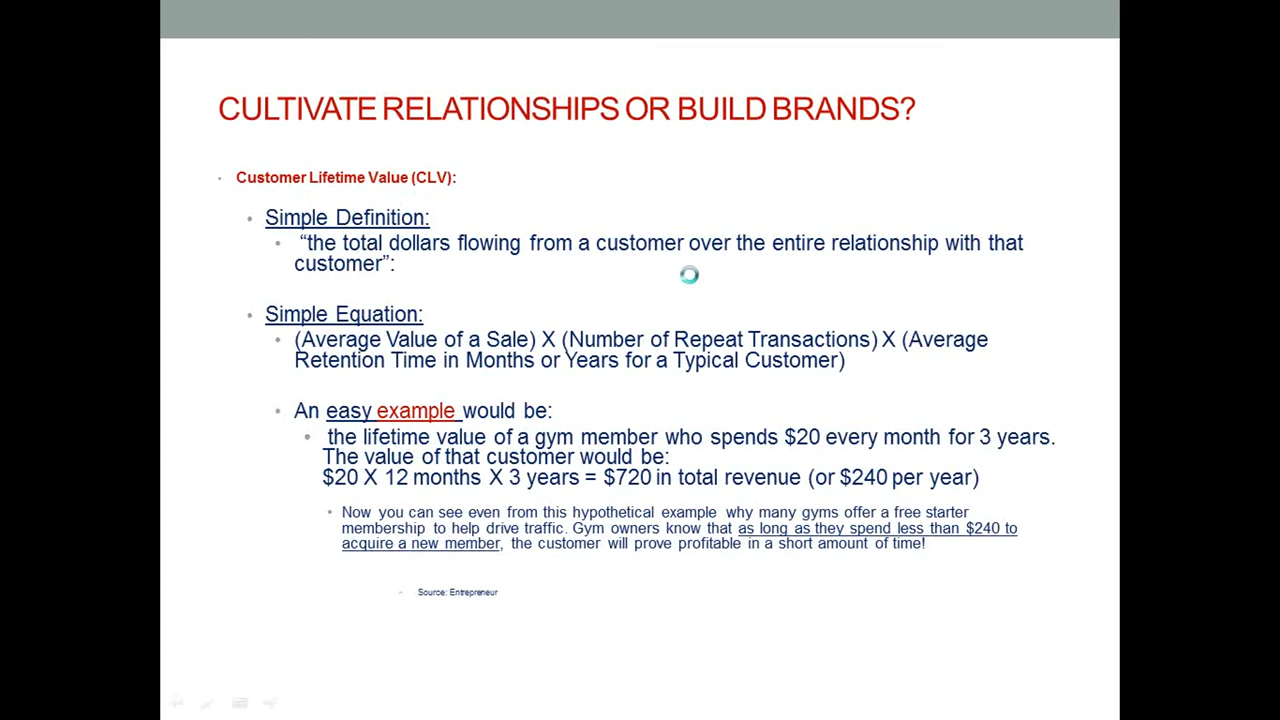 CULTIVATE RELATIONSHIPS OR BUILD BRANDS?
Customer Lifetime Value (CLV):
Simple Definition:
“the total dollars flowing from a customer over the entire relationship with that
customer”:
Simple Equation:
(Average Value of a Sale) X (Number of Repeat Transactions) X (Average
Retention Time in Months or Years for a Typical Customer)
An easy example would be:
the lifetime value of a gym member who spends $20 every month for 3 years.
The value of that customer would be:
$20 X 12 months X 3 years = $720 in total revenue (or $240 per year)
Now you can see even from this hypothetical example why many gyms offer a free starter
membership to help drive traffic. Gym owners know that as long as they spend less than $240 to
acquire a new member, the customer will prove profitable in a short amount of time!
Source: Entrepreneur